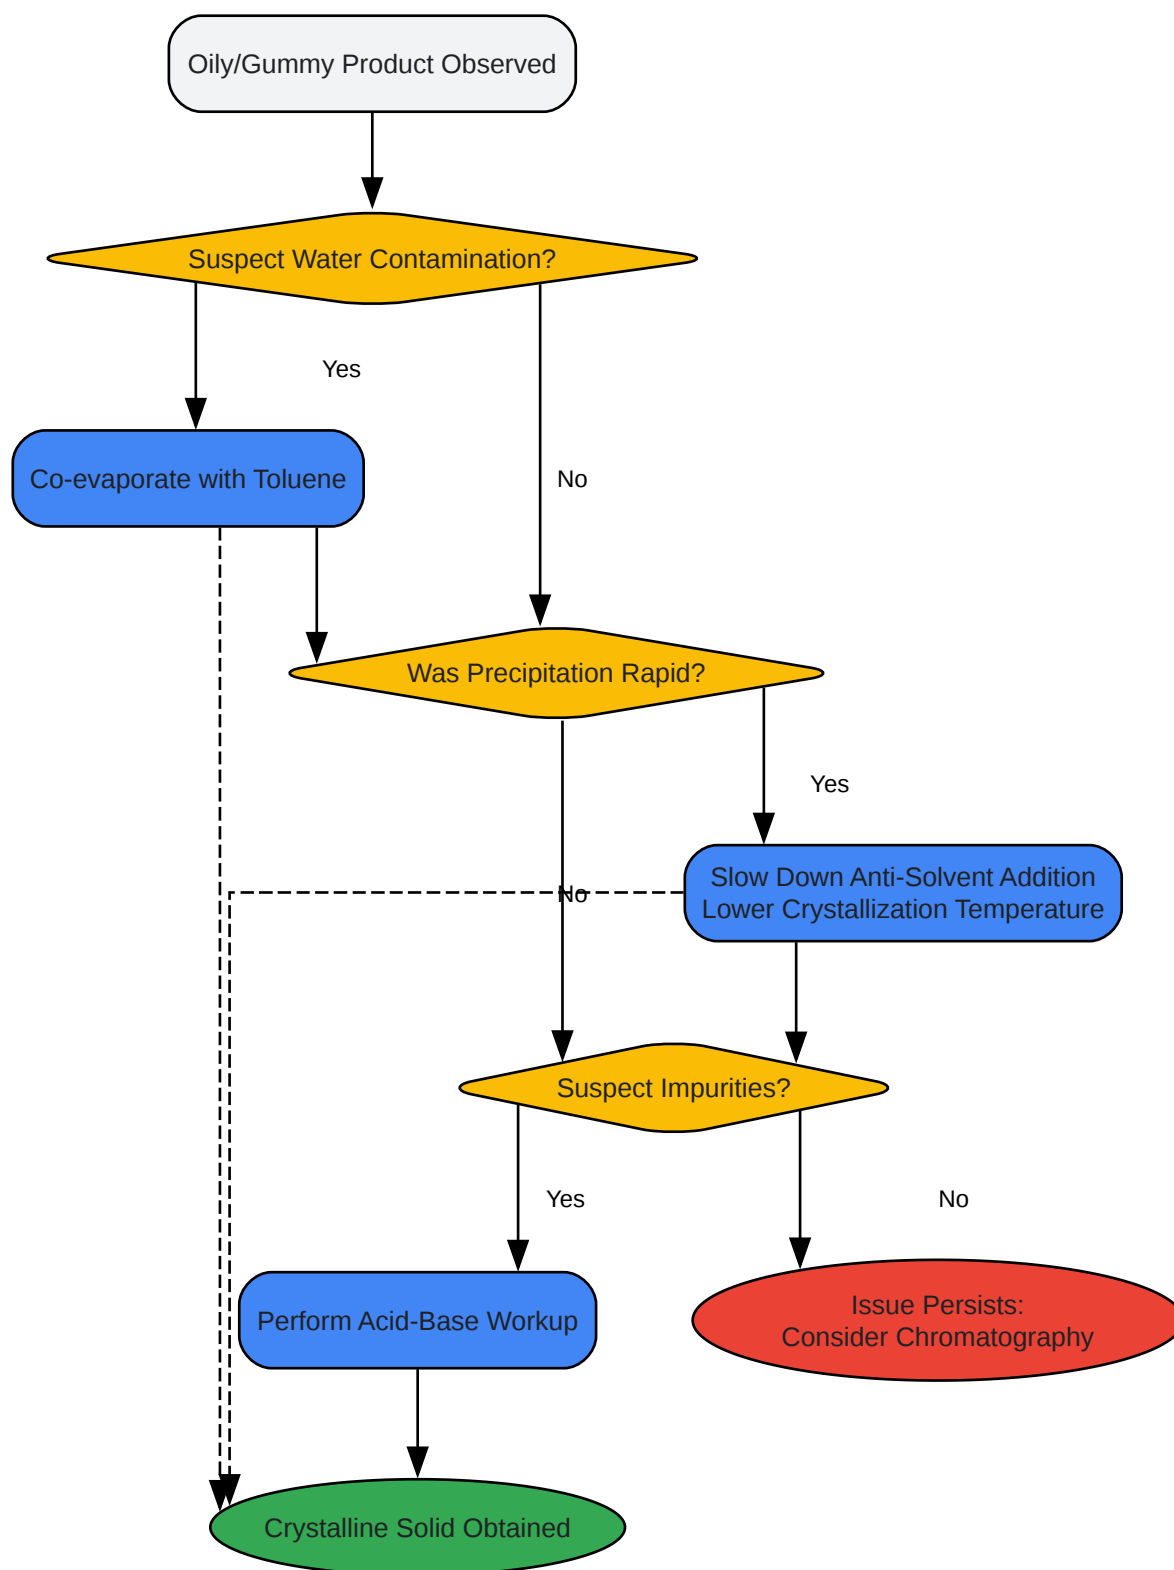 Oily/Gummy Product Observed
Suspect Water Contamination?
Yes
Co-evaporate with Toluene
No
Was Precipitation Rapid?
Yes
Slow Down Anti-Solvent Addition
Lower Crystallization Temperature
No
Suspect Impurities?
Yes
No
Perform Acid-Base Workup
Issue Persists:
Consider Chromatography
Crystalline Solid Obtained